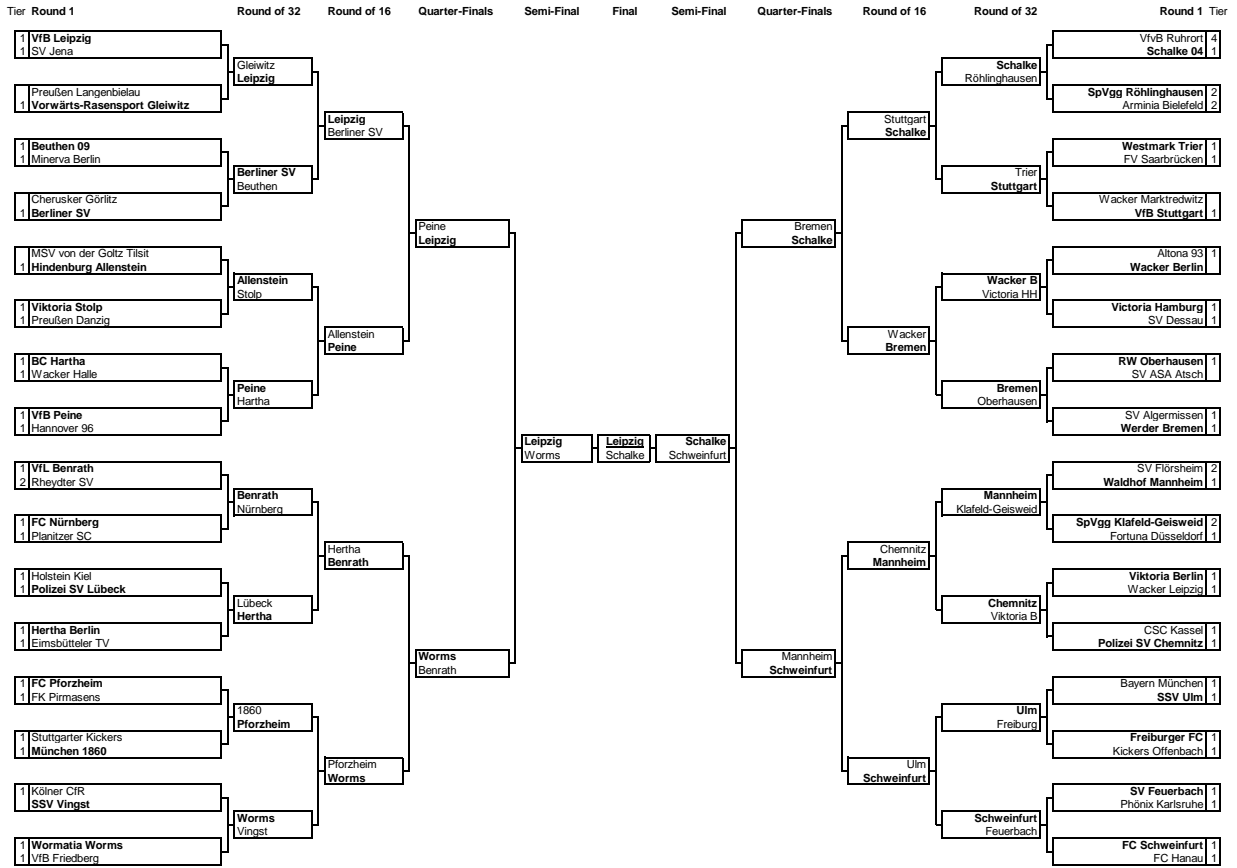 Tier Round 1 Round of 32 Round of 16 Quarter-Finals Semi-Final Final Semi-Final Quarter-Finals Round of 16 Round of 32 Round 1 Tier
1 VfB Leipzig
1 SV Jena
Gleiwitz
Leipzig
Preußen Langenbielau
1 Vorwärts-Rasensport Gleiwitz
Leipzig
Berliner SV
1 Beuthen 09
1 Minerva Berlin
Berliner SV
Beuthen
Cherusker Görlitz
1 Berliner SV
Peine
Leipzig
MSV von der Goltz Tilsit
1 Hindenburg Allenstein
Allenstein
Stolp
1 Viktoria Stolp
1 Preußen Danzig
Allenstein
Peine
1 BC Hartha
1 Wacker Halle
Peine
Hartha
1 VfB Peine
1 Hannover 96
Leipzig
Worms
Leipzig
Schalke
Schalke
Schweinfurt
1 VfL Benrath
2 Rheydter SV
Benrath
Nürnberg
1 FC Nürnberg
1 Planitzer SC
Hertha
Benrath
1 Holstein Kiel
1 Polizei SV Lübeck
Lübeck
Hertha
1 Hertha Berlin
1 Eimsbütteler TV
Worms
Benrath
1 FC Pforzheim
1 FK Pirmasens
1860
Pforzheim
1 Stuttgarter Kickers
1 München 1860
Pforzheim
Worms
1 Kölner CfR
SSV Vingst
Worms
Vingst
1 Wormatia Worms
1 VfB Friedberg
VfvB Ruhrort 4
Schalke 04 1
Schalke
Röhlinghausen
SpVgg Röhlinghausen 2
Arminia Bielefeld 2
Stuttgart
Schalke
Westmark Trier 1
FV Saarbrücken 1
Trier
Stuttgart
Wacker Marktredwitz
VfB Stuttgart 1
Bremen
Schalke
Altona 93 1
Wacker Berlin
Wacker B
Victoria HH
Victoria Hamburg 1
SV Dessau 1
Wacker
Bremen
RW Oberhausen 1
SV ASA Atsch
Bremen
Oberhausen
SV Algermissen 1
Werder Bremen 1
SV Flörsheim 2
Waldhof Mannheim 1
Mannheim
Klafeld-Geisweid
SpVgg Klafeld-Geisweid 2
Fortuna Düsseldorf 1
Chemnitz
Mannheim
Viktoria Berlin 1
Wacker Leipzig 1
Chemnitz
Viktoria B
CSC Kassel 1
Polizei SV Chemnitz 1
Mannheim
Schweinfurt
Bayern München 1
SSV Ulm 1
Ulm
Freiburg
Freiburger FC 1
Kickers Offenbach 1
Ulm
Schweinfurt
SV Feuerbach 1
Phönix Karlsruhe 1
Schweinfurt
Feuerbach
FC Schweinfurt 1
FC Hanau 1